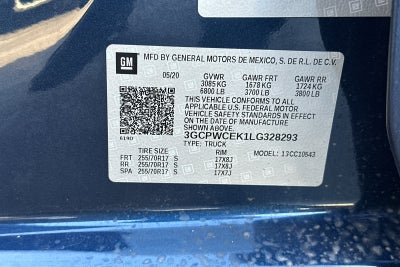 GM
MFD BY GENERAL MOTORS DE MEXICO, S. DE R.L. DE C.V.
05/20 GVWR GAWR FRT GAWR RR
3085 KG 1678 KG 1724 KG
6800 LB 3700 LB 3800 LB
THIS VEHICLE CONFORMS TO ALL
APPLICABLE U.S. FEDERAL MOTOR
VEHICLE SAFETY AND THEFT
PREVENTION STANDARDS IN EFFECT
ON THE DATE OF MANUFACTURE
SHOWN ABOVE.
3GCPWCEK1LG328293
TYPE: TRUCK
TIRE SIZE RIM MODEL: 13CC10543
FRT 255/70R17 S 17X8J
RR 255/70R17 S 17X8J
SPA 255/70R17 S 17X7J